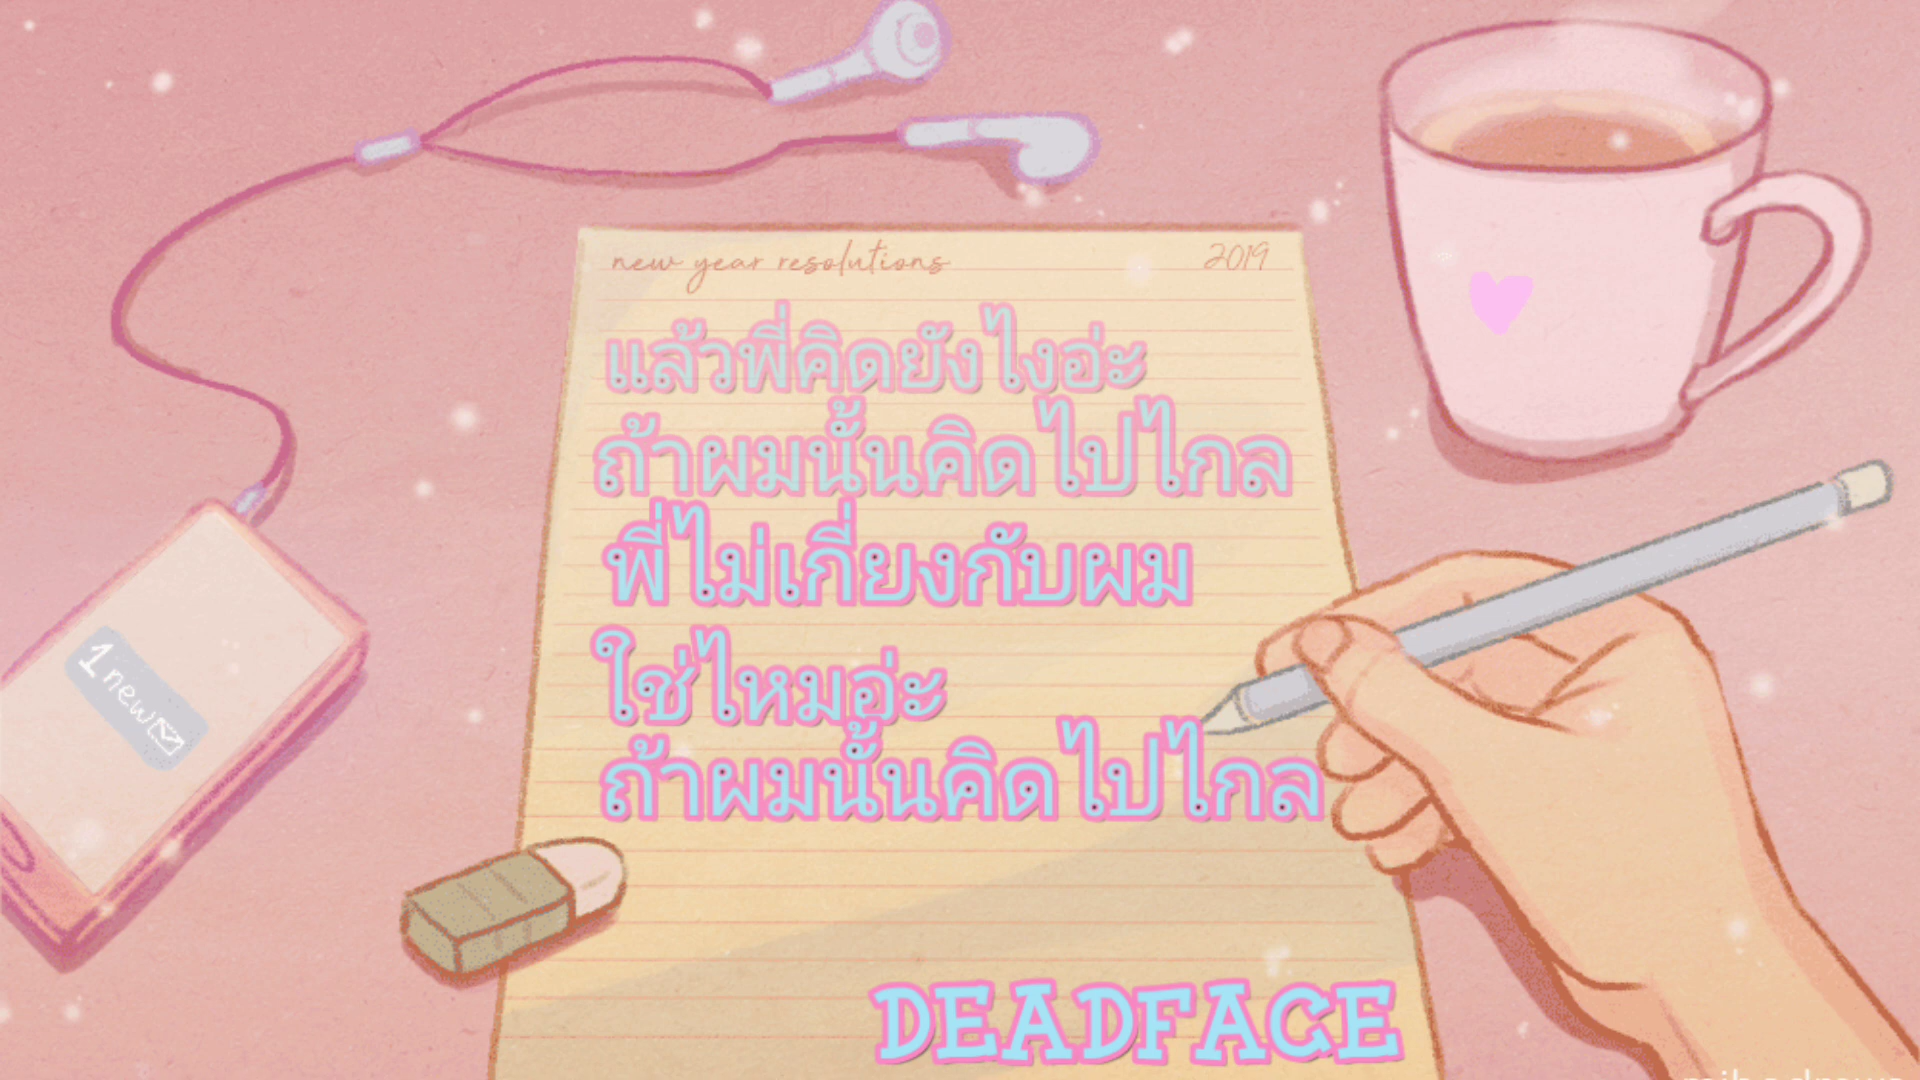 new year resolutions 2019
แล้วพี่คิดยังไงอ่ะ
ถ้าผมนั้นคิดไปไกล
พี่ไม่เกี่ยงกับผม
ใช่ไหมอ่ะ
ถ้าผมนั้นคิดไปไกล
1 new
DEADFACE